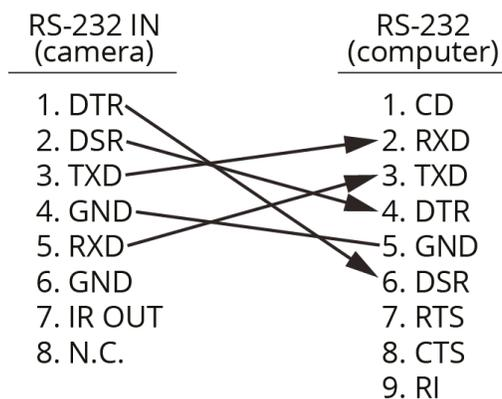 RS-232 IN
(camera)
1. DTR
2. DSR
3. TXD
4. GND
5. RXD
6. GND
7. IR OUT
8. N.C.
RS-232
(computer)
1. CD
2. RXD
3. TXD
4. DTR
5. GND
6. DSR
7. RTS
8. CTS
9. RI